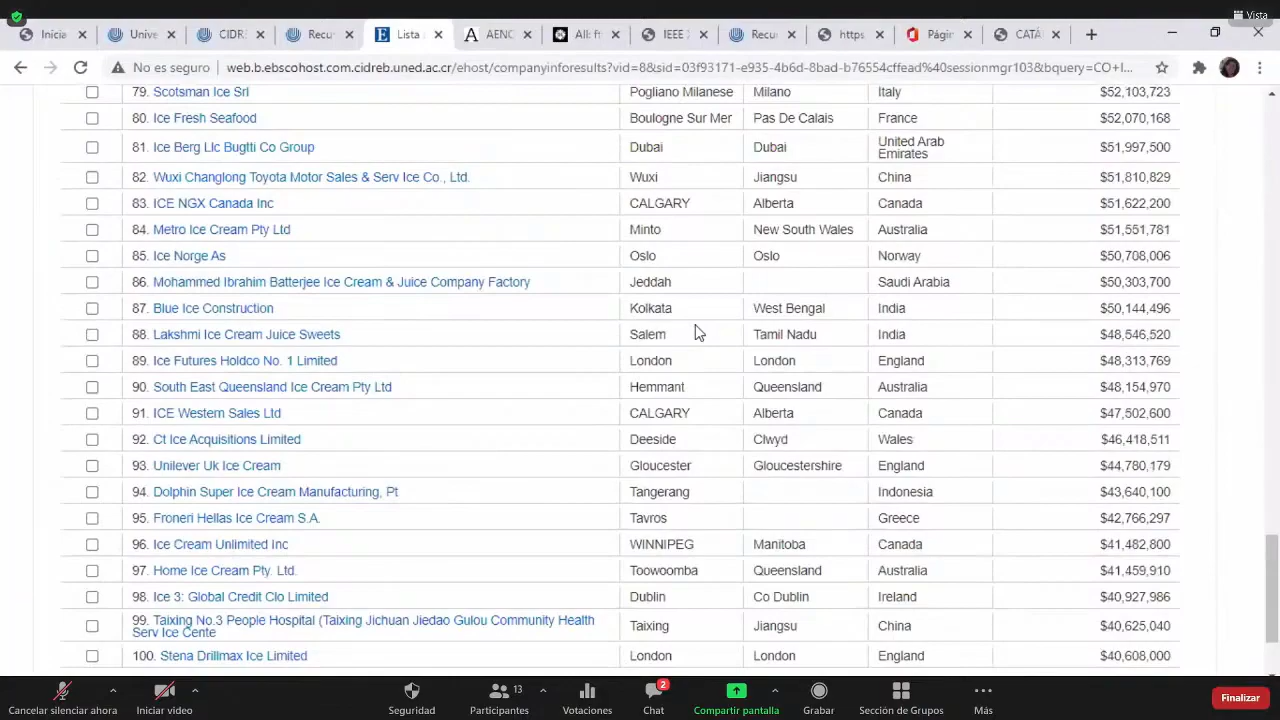 Vista
Inicia
Unive
CIDRE
Recu
Lista
AENC
All: ft
IEEE
Recur
https
Págin
CATÁ
No es seguro
web.b.ebscohost.com.cidreb.uned.ac.cr/ehost/companyinforesults?vid=8&sid=03f93171-e935-4b6d-8bad-b76554cffead%40sessionmgr103&bquery=CO+I...
79. Scotsman Ice Srl Pogliano Milanese Milano Italy $52,103,723
80. Ice Fresh Seafood Boulogne Sur Mer Pas De Calais France $52,070,168
81. Ice Berg Llc Bugtti Co Group Dubai Dubai United Arab
Emirates $51,997,500
82. Wuxi Changlong Toyota Motor Sales & Serv Ice Co., Ltd. Wuxi Jiangsu China $51,810,829
83. ICE NGX Canada Inc CALGARY Alberta Canada $51,622,200
84. Metro Ice Cream Pty Ltd Minto New South Wales Australia $51,551,781
85. Ice Norge As Oslo Oslo Norway $50,708,006
86. Mohammed Ibrahim Batterjee Ice Cream & Juice Company Factory Jeddah Saudi Arabia $50,303,700
87. Blue Ice Construction Kolkata West Bengal India $50,144,496
88. Lakshmi Ice Cream Juice Sweets Salem Tamil Nadu India $48,546,520
89. Ice Futures Holdco No. 1 Limited London London England $48,313,769
90. South East Queensland Ice Cream Pty Ltd Hemmant Queensland Australia $48,154,970
91. ICE Western Sales Ltd CALGARY Alberta Canada $47,502,600
92. Ct Ice Acquisitions Limited Deeside Clwyd Wales $46,418,511
93. Unilever Uk Ice Cream Gloucester Gloucestershire England $44,780,179
94. Dolphin Super Ice Cream Manufacturing, Pt Tangerang Indonesia $43,640,100
95. Froneri Hellas Ice Cream S.A. Tavros Greece $42,766,297
96. Ice Cream Unlimited Inc WINNIPEG Manitoba Canada $41,482,800
97. Home Ice Cream Pty. Ltd. Toowoomba Queensland Australia $41,459,910
98. Ice 3: Global Credit Clo Limited Dublin Co Dublin Ireland $40,927,986
99. Taixing No.3 People Hospital (Taixing Jichuan Jiedao Gulou Community Health
Serv Ice Cente Taixing Jiangsu China $40,625,040
100. Stena Drillmax Ice Limited London London England $40,608,000
13
2
Cancelar silenciar ahora
Iniciar video
Seguridad
Participantes
Votaciones
Chat
Compartir pantalla
Grabar
Sección de Grupos
Más
Finalizar